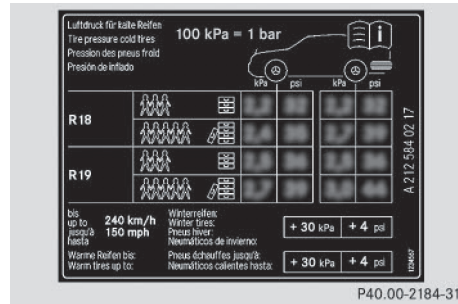 Luftdruck für kalte Reifen
Tire pressure cold tires
Pression des pneus froid
Presión de inflado
100 kPa = 1 bar
i
kPa psi kPa psi
R18
R19
A 212 584 02 17
bis
up to
jusqu'à
hasta
240 km/h
150 mph
Winterreifen:
Winter tires:
Pneus hiver:
Neumáticos de invierno:
+ 30 kPa + 4 psi
Warme Reifen bis:
Warm tires up to:
Pneus échauffes jusqu'à:
Neumáticos calientes hasta:
+ 30 kPa + 4 psi
1234567
P40.00-2184-31